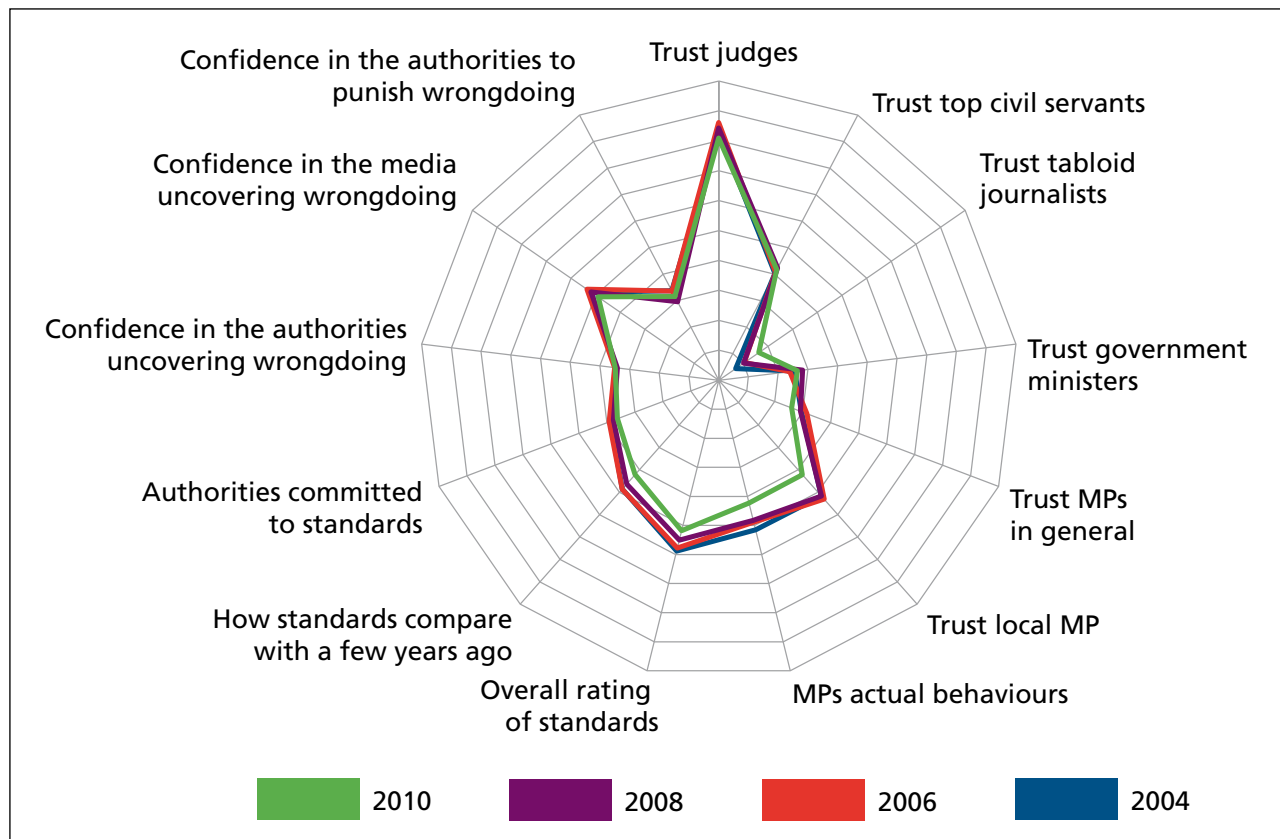 Trust judges
Confidence in the authorities to
punish wrongdoing
Trust top civil servants
Confidence in the media
uncovering wrongdoing
Trust tabloid
journalists
Confidence in the authorities
uncovering wrongdoing
Trust government
ministers
Authorities committed
to standards
Trust MPs
in general
How standards compare
with a few years ago
Trust local MP
Overall rating
of standards
MPs actual behaviours
2010
2008
2006
2004